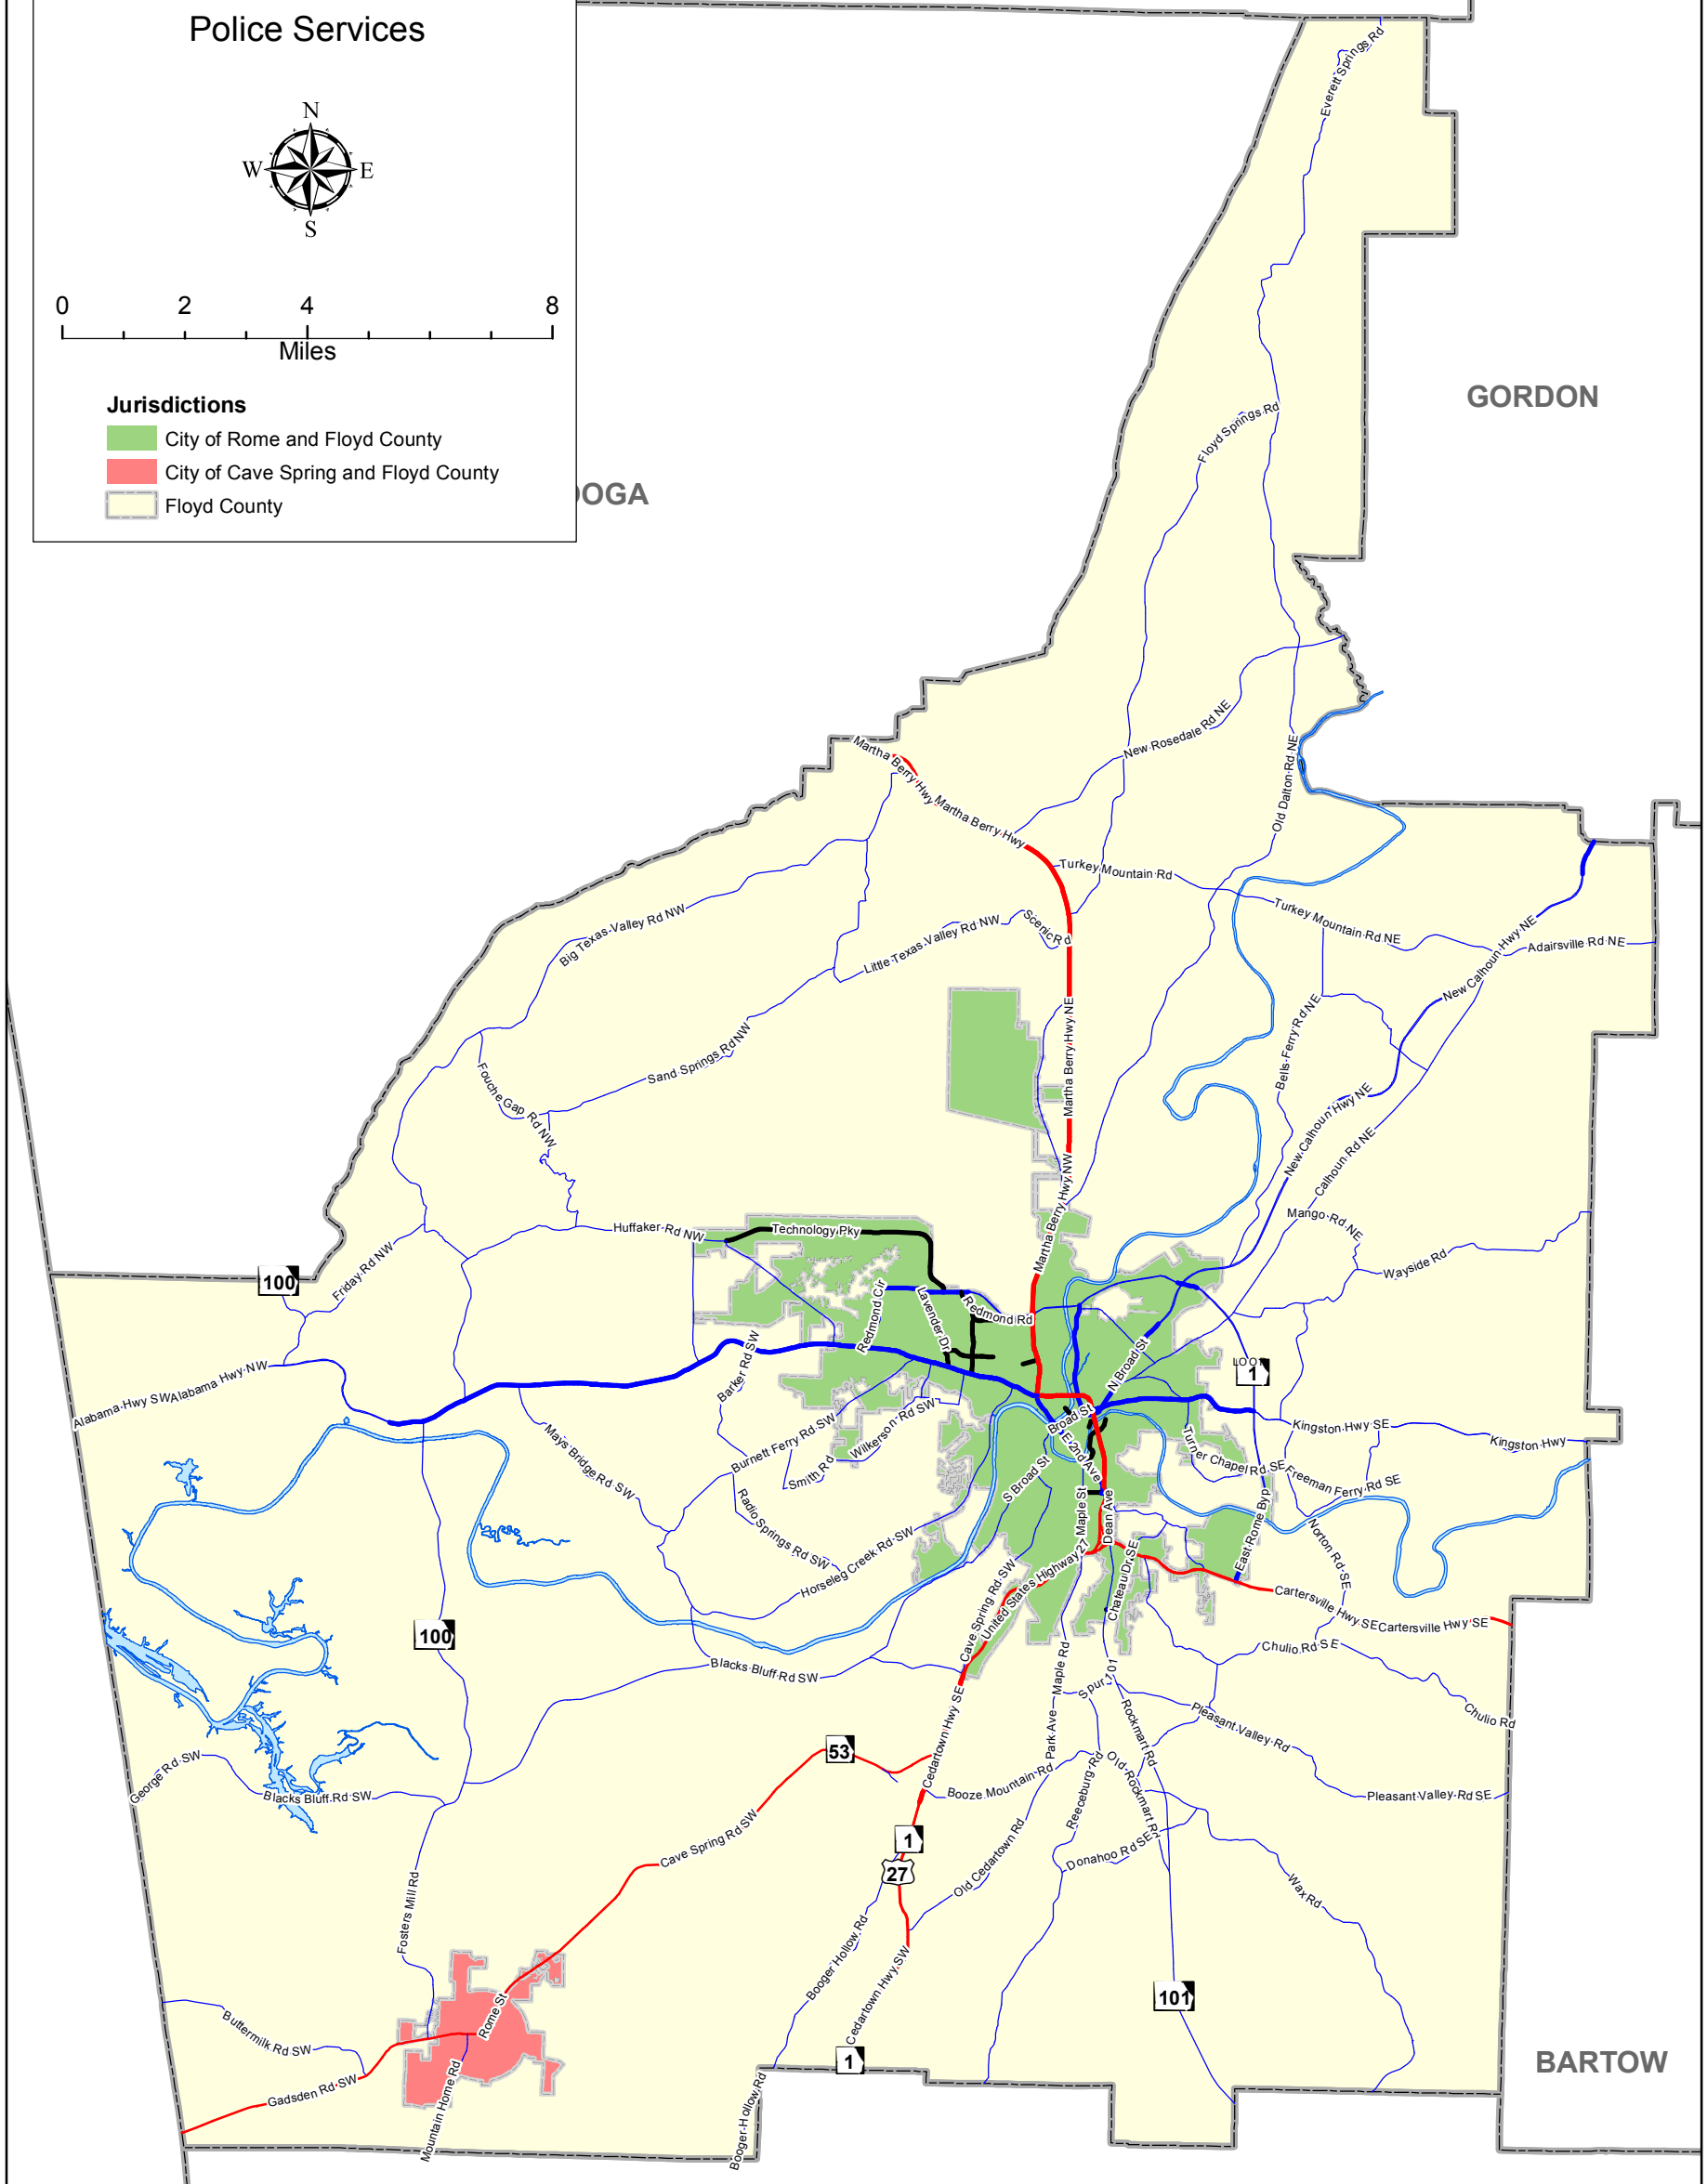 Police Services
N
W E
S
0 2 4 8
Miles
Jurisdictions
City of Rome and Floyd County
City of Cave Spring and Floyd County
Floyd County
OGA
GORDON
BARTOW
Everett Springs Rd
Floyd Springs Rd
New Rosedale Rd NE
Old Dalton Rd NE
Martha Berry Hwy
Martha Berry Hwy
Turkey Mountain Rd
Turkey Mountain Rd NE
Adairsville Rd NE
New Calhoun Hwy NE
Big Texas Valley Rd NW
Little Texas Valley Rd NW
Scenic Rd
Martha Berry Hwy NE
Bells Ferry Rd NE
Sand Springs Rd NW
Fouche Gap Rd NW
New Calhoun Hwy NE
Calhoun Rd NE
Martha Berry Hwy NW
Mango Rd NE
Wayside Rd
Huffaker Rd NW
Technology Pky
Martha Berry Hwy
Friday Rd NW
100
Redmond Cir
Lavender Dr
Redmond Rd
N Broad St
LOOP
1
Alabama Hwy SW
Alabama Hwy NW
Barker Rd SW
Broad St
E 2nd Ave
Kingston Hwy SE
Kingston Hwy
Mays Bridge Rd SW
Burnett Ferry Rd SW
Wilkerson Rd SW
Smith Rd
S Broad St
Turner Chapel Rd SE
Freeman Ferry Rd SE
Radio Springs Rd SW
Horseleg Creek Rd SW
Maple St
Dean Ave
East Rome Byp
Norton Rd SE
Cave Spring Rd SW
United States Highway 27
Chateau Dr SE
Cartersville Hwy SE
Cartersville Hwy SE
100
Blacks Bluff Rd SW
Maple Rd
Spur 101
Chulio Rd SE
Chulio Rd
Cedartown Hwy SE
Park Ave
Rockmart Rd
Pleasant Valley Rd
Pleasant Valley Rd SE
53
George Rd SW
Blacks Bluff Rd SW
Booze Mountain Rd
Reeceburg Rd
Old Rockmart Rd
Cave Spring Rd SW
1
27
Old Cedartown Rd
Donahoo Rd SE
Wax Rd
Fosters Mill Rd
Booger Hollow Rd
Cedartown Hwy SW
101
Rome St
Buttermilk Rd SW
Gadsden Rd SW
Mountain Home Rd
1
Booger Hollow Rd